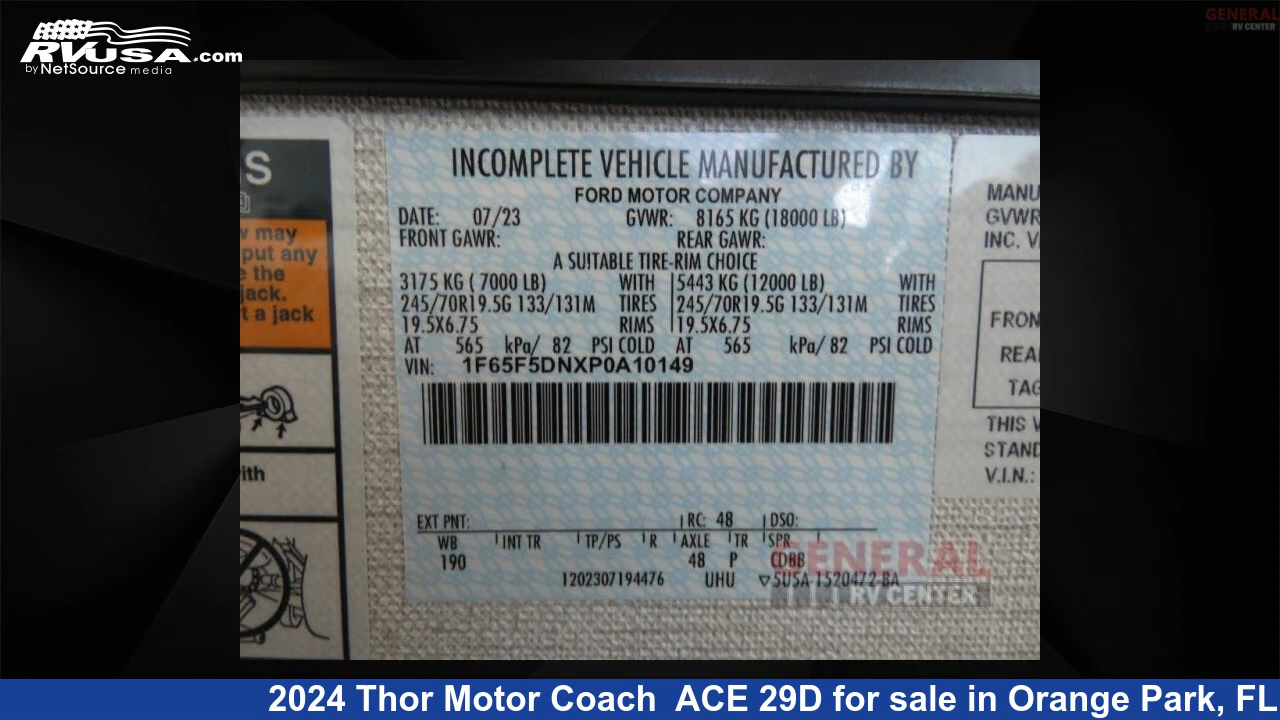 RVUSA.com
by NetSource media
GENERAL
RV CENTER
S
w may
put any
e the
jack.
t a jack
ith
INCOMPLETE VEHICLE MANUFACTURED BY
FORD MOTOR COMPANY
DATE: 07/23 GVWR: 8165 KG (18000 LB)
FRONT GAWR: REAR GAWR:
A SUITABLE TIRE-RIM CHOICE
3175 KG ( 7000 LB) WITH 5443 KG (12000 LB) WITH
245/70R19.5G 133/131M TIRES 245/70R19.5G 133/131M TIRES
19.5X6.75 RIMS 19.5X6.75 RIMS
AT 565 kPa/ 82 PSI COLD AT 565 kPa/ 82 PSI COLD
VIN: 1F65F5DNXP0A10149
EXT PNT: RC: 48 DSO:
WB INT TR TP/PS R AXLE TR SPR
190 48 P CDBB
1202307194476 UHU ▽5U5A-1520472-BA
GENERAL
RV CENTER
MANU
GVWR
INC. V
FRON
REA
TAG
THIS V
STAND
V.I.N.:
2024 Thor Motor Coach ACE 29D for sale in Orange Park, FL